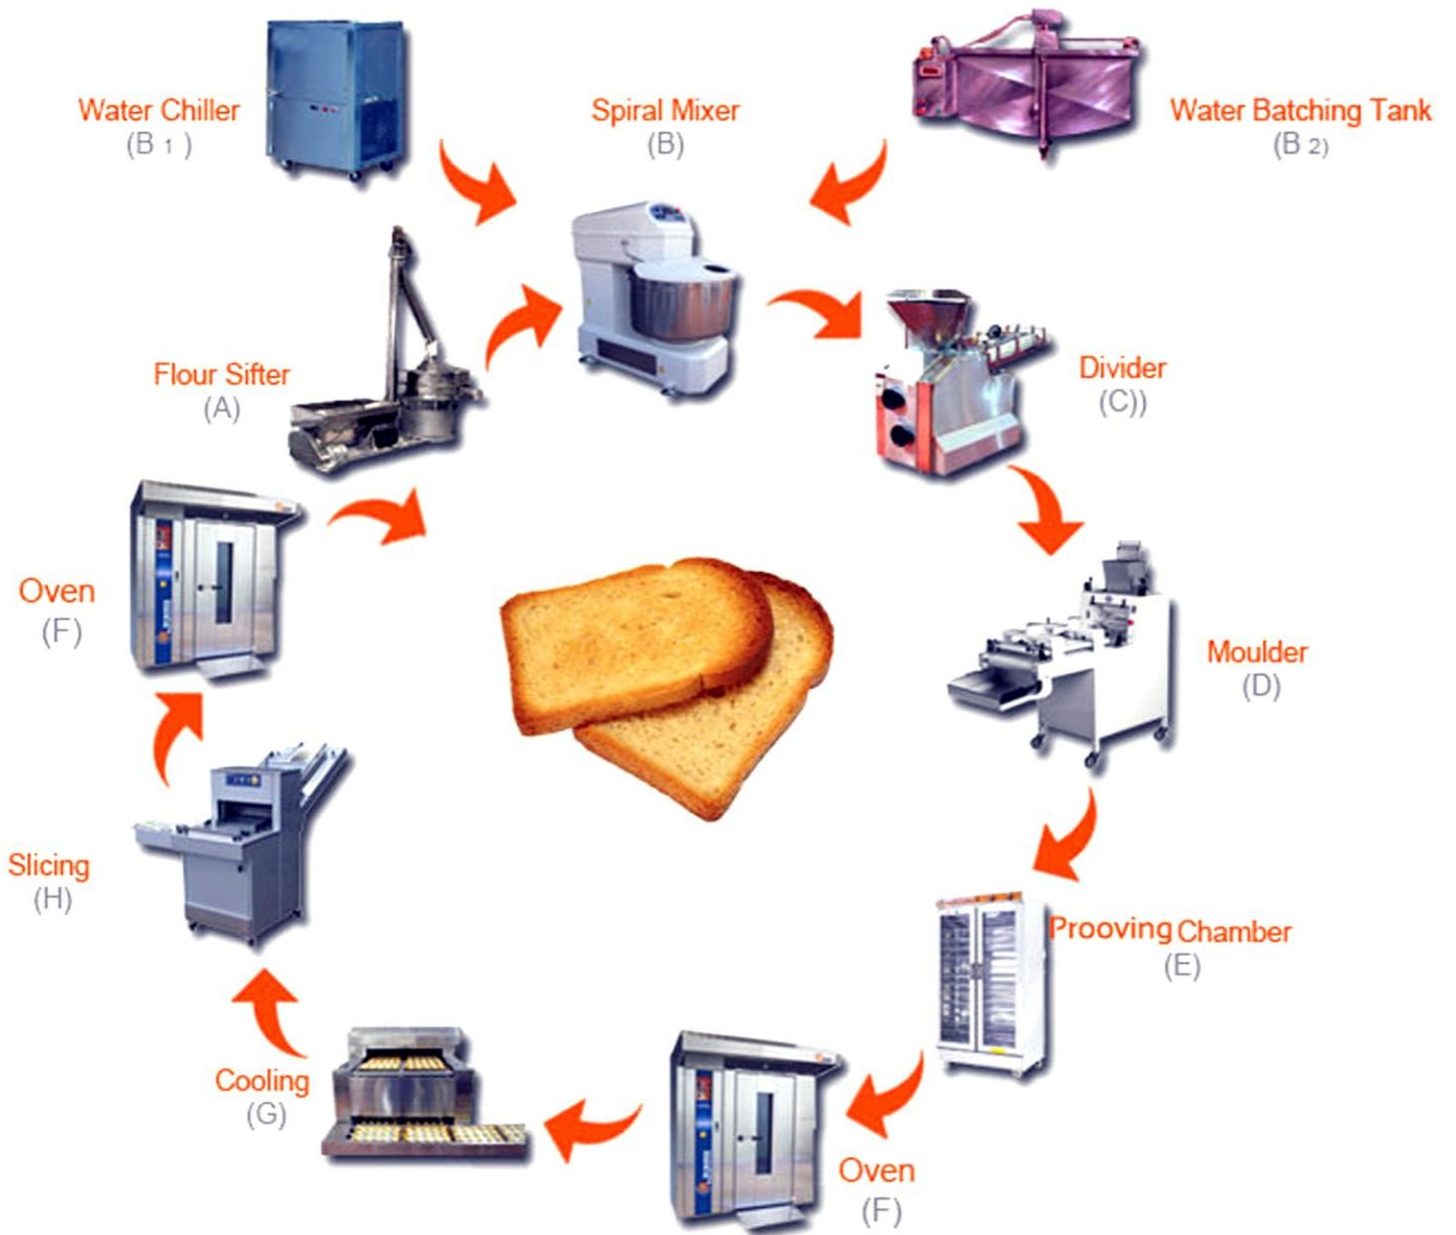 Water Chiller
(B 1 )
Spiral Mixer
(B)
Water Batching Tank
(B 2)
Flour Sifter
(A)
Divider
(C))
Oven
(F)
Moulder
(D)
Slicing
(H)
Prooving Chamber
(E)
Cooling
(G)
Oven
(F)